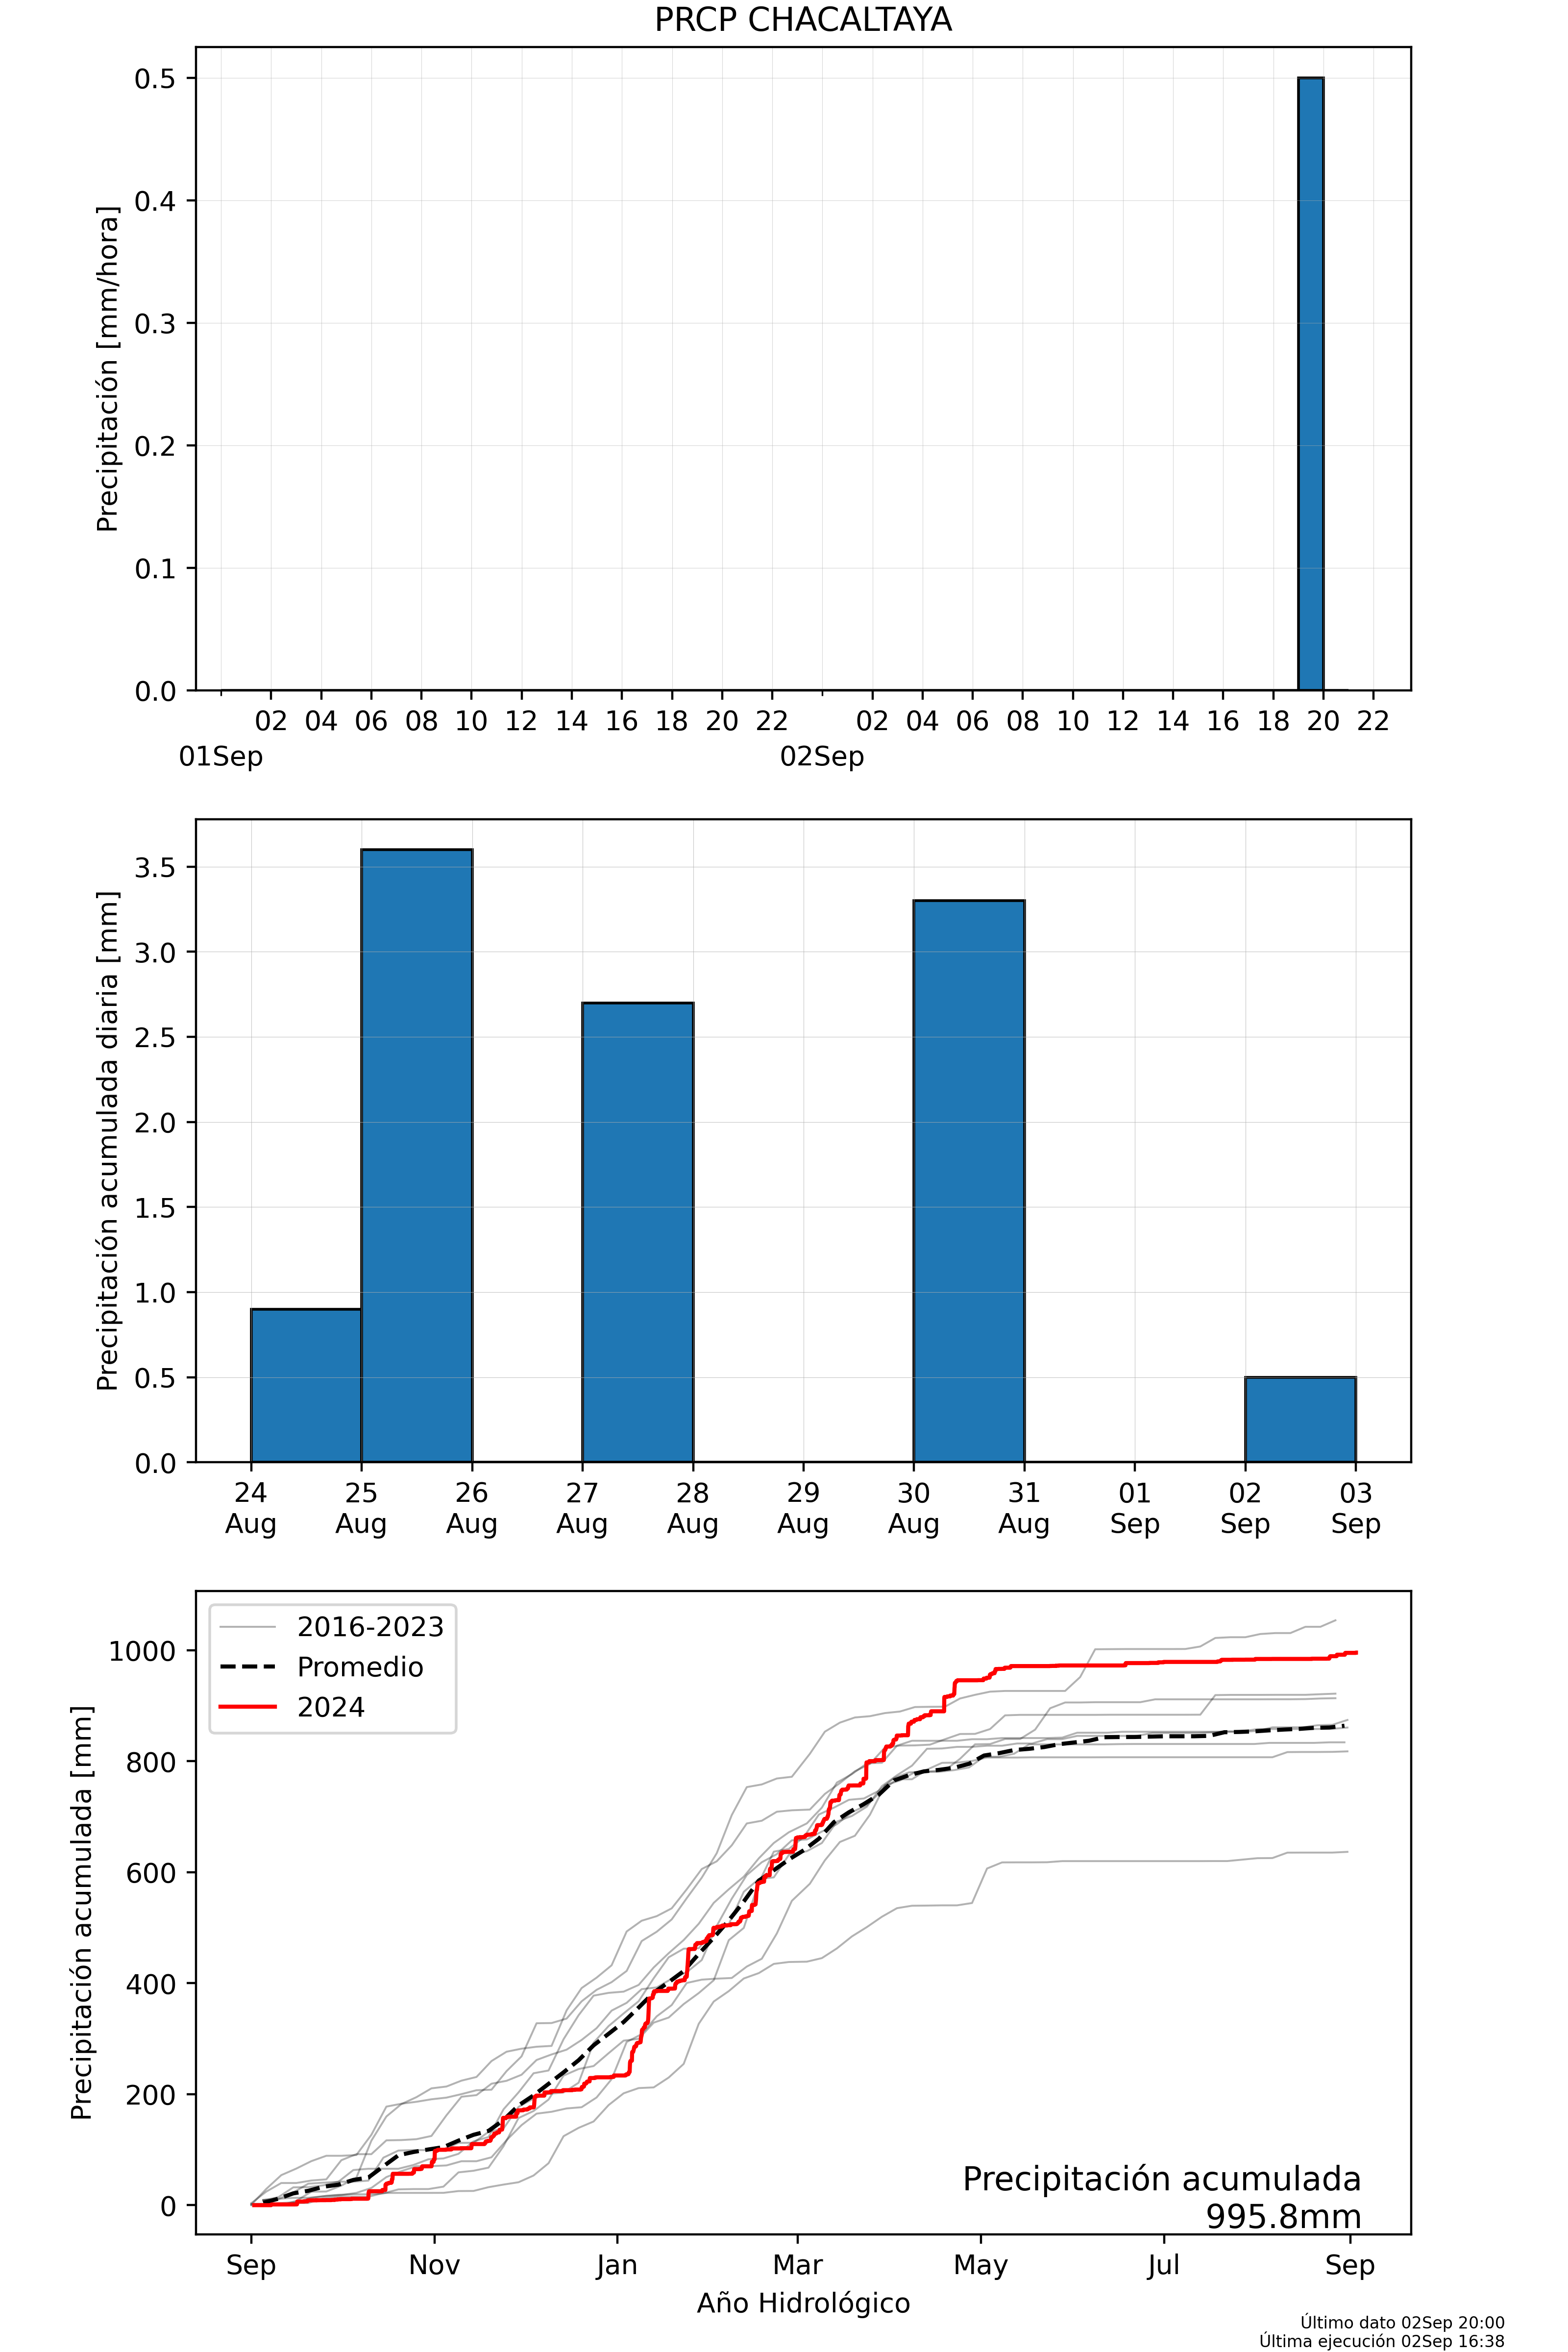 PRCP CHACALTAYA
Precipitación [mm/hora]
0.5
0.4
0.3
0.2
0.1
0.0
02 04 06 08 10 12 14 16 18 20 22 02 04 06 08 10 12 14 16 18 20 22
01Sep 02Sep
Precipitación acumulada diaria [mm]
3.5
3.0
2.5
2.0
1.5
1.0
0.5
0.0
24 25 26 27 28 29 30 31 01 02 03
Aug Aug Aug Aug Aug Aug Aug Aug Sep Sep Sep
Precipitación acumulada [mm]
1000
800
600
400
200
0
2016-2023
Promedio
2024
Precipitación acumulada
995.8mm
Sep Nov Jan Mar May Jul Sep
Año Hidrológico
Último dato 02Sep 20:00
Última ejecución 02Sep 16:38